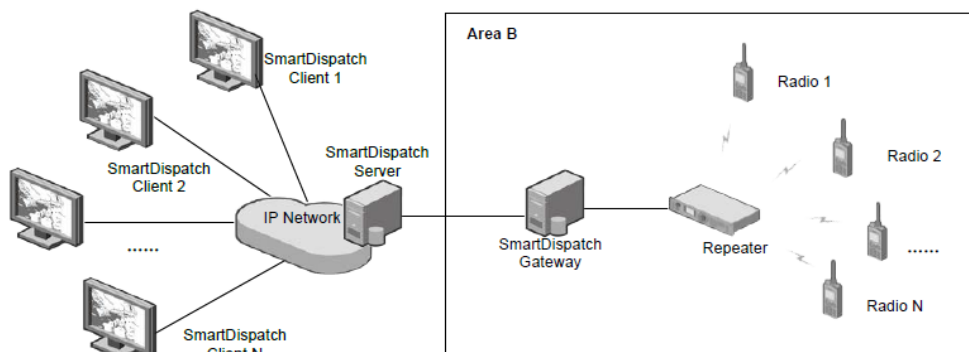 SmartDispatch
Client 1
SmartDispatch
Client 2
......
SmartDispatch
Client N
IP Network
SmartDispatch
Server
Area B
SmartDispatch
Gateway
Repeater
Radio 1
Radio 2
......
Radio N